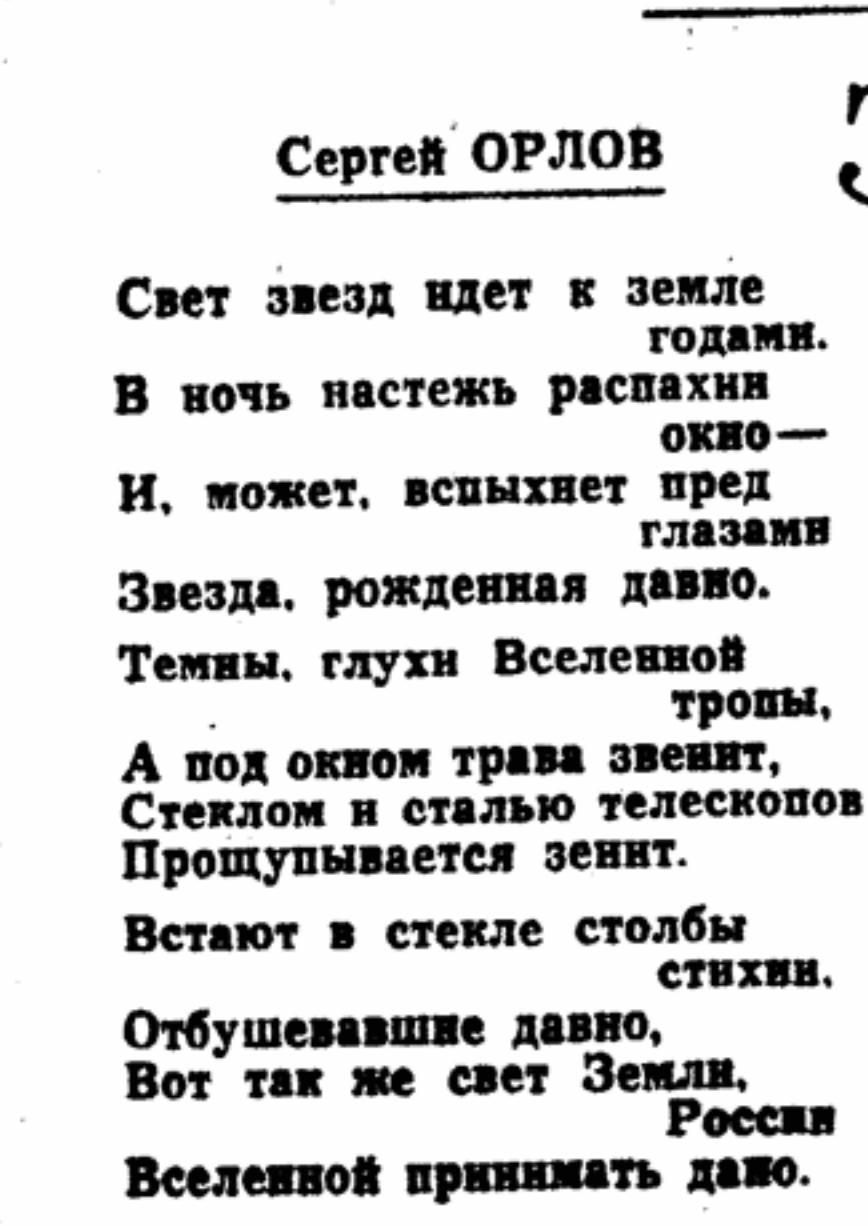 Сергей ОРЛОВ
Свет звезд идет к земле
годами.
В ночь настежь распахни
окно—
И, может, вспыхнет пред
глазами
Звезда, рожденная давно.
Темны, глухи Вселенной
тропы,
А под окном трава звенит,
Стеклом и сталью телескопов
Прощупывается зенит.
Встают в стекле столбы
стихии,
Отбушевавшие давно,
Вот так же свет Земли,
России
Вселенной принимать дано.